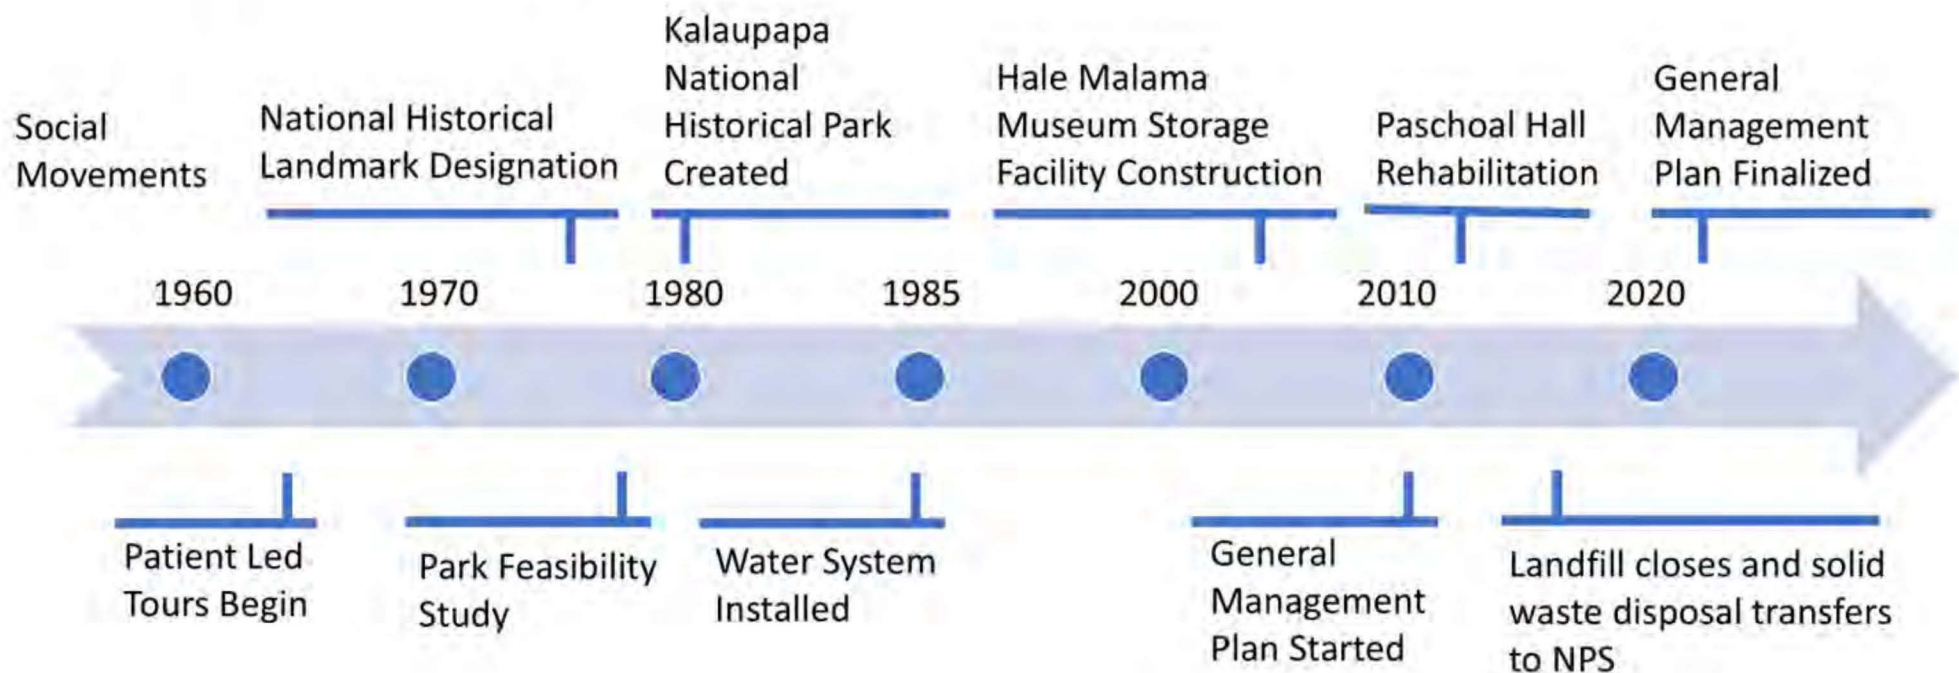 Social
Movements
National Historical
Landmark Designation
Kalaupapa
National
Historical Park
Created
Hale Malama
Museum Storage
Facility Construction
Paschoal Hall
Rehabilitation
General
Management
Plan Finalized
1960
1970
1980
1985
2000
2010
2020
Patient Led
Tours Begin
Park Feasibility
Study
Water System
Installed
General
Management
Plan Started
Landfill closes and solid
waste disposal transfers
to NPS